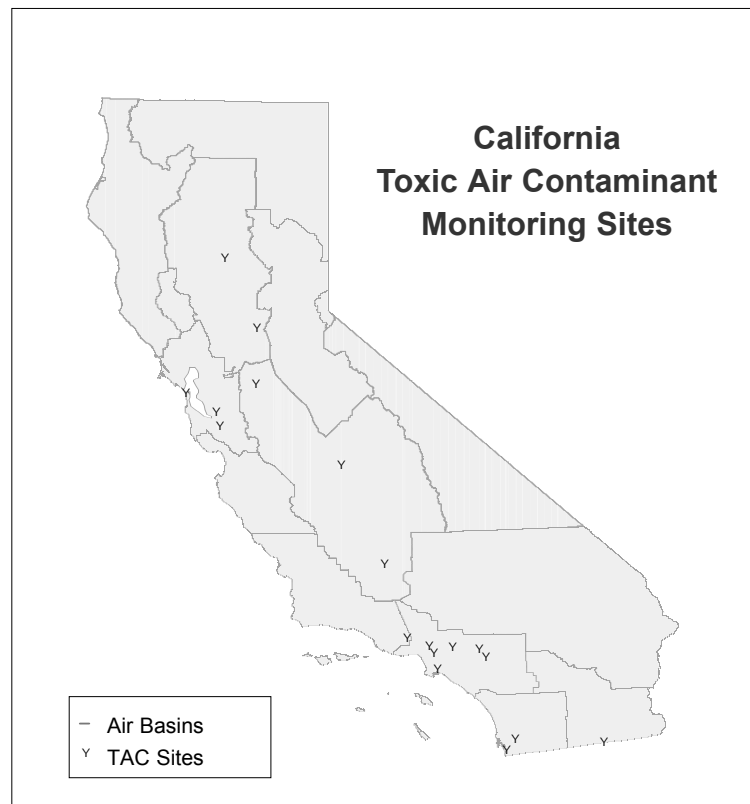 California
Toxic Air Contaminant
Monitoring Sites
Air Basins
Y TAC Sites